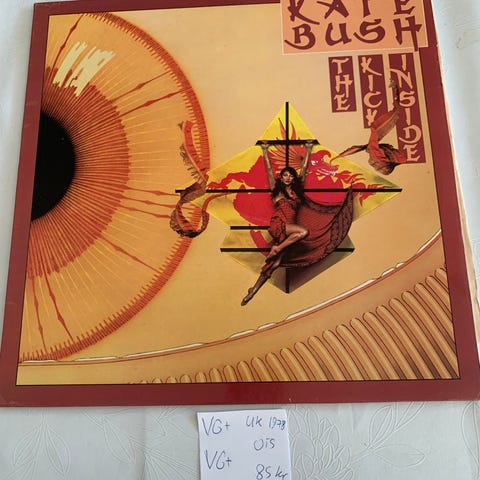 KATE
BUSH
THE
KICK
INSIDE
VG+ UK 1978
OIS
VG+
85 kr